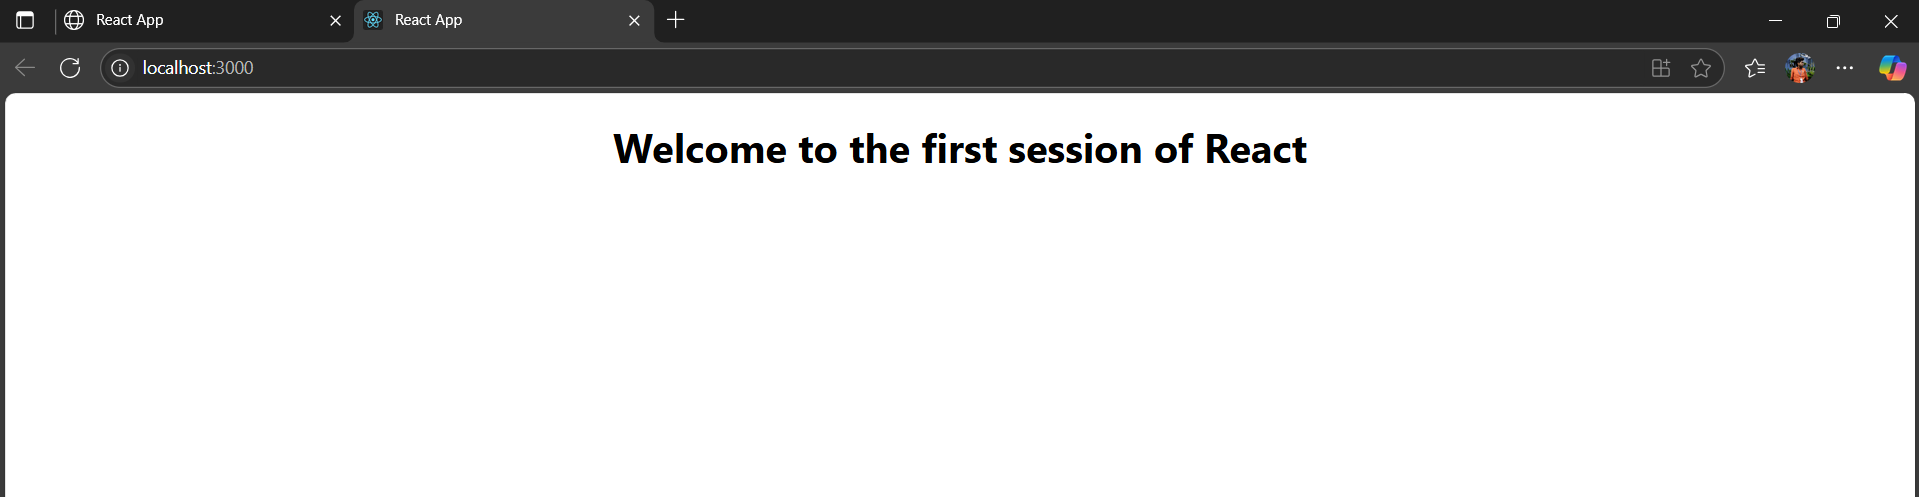 React App
React App
localhost:3000
Welcome to the first session of React